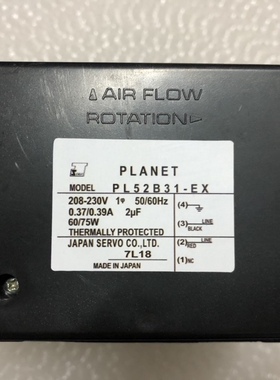 △ AIR FLOW
ROTATION ▷
PLANET
MODEL PL52B31-EX
208-230V 1φ 50/60Hz
0.37/0.39A 2μF
60/75W
THERMALLY PROTECTED
JAPAN SERVO CO.,LTD.
7L18
MADE IN JAPAN
(4)
(3) LINE BLACK
(2) LINE RED
(1) NC